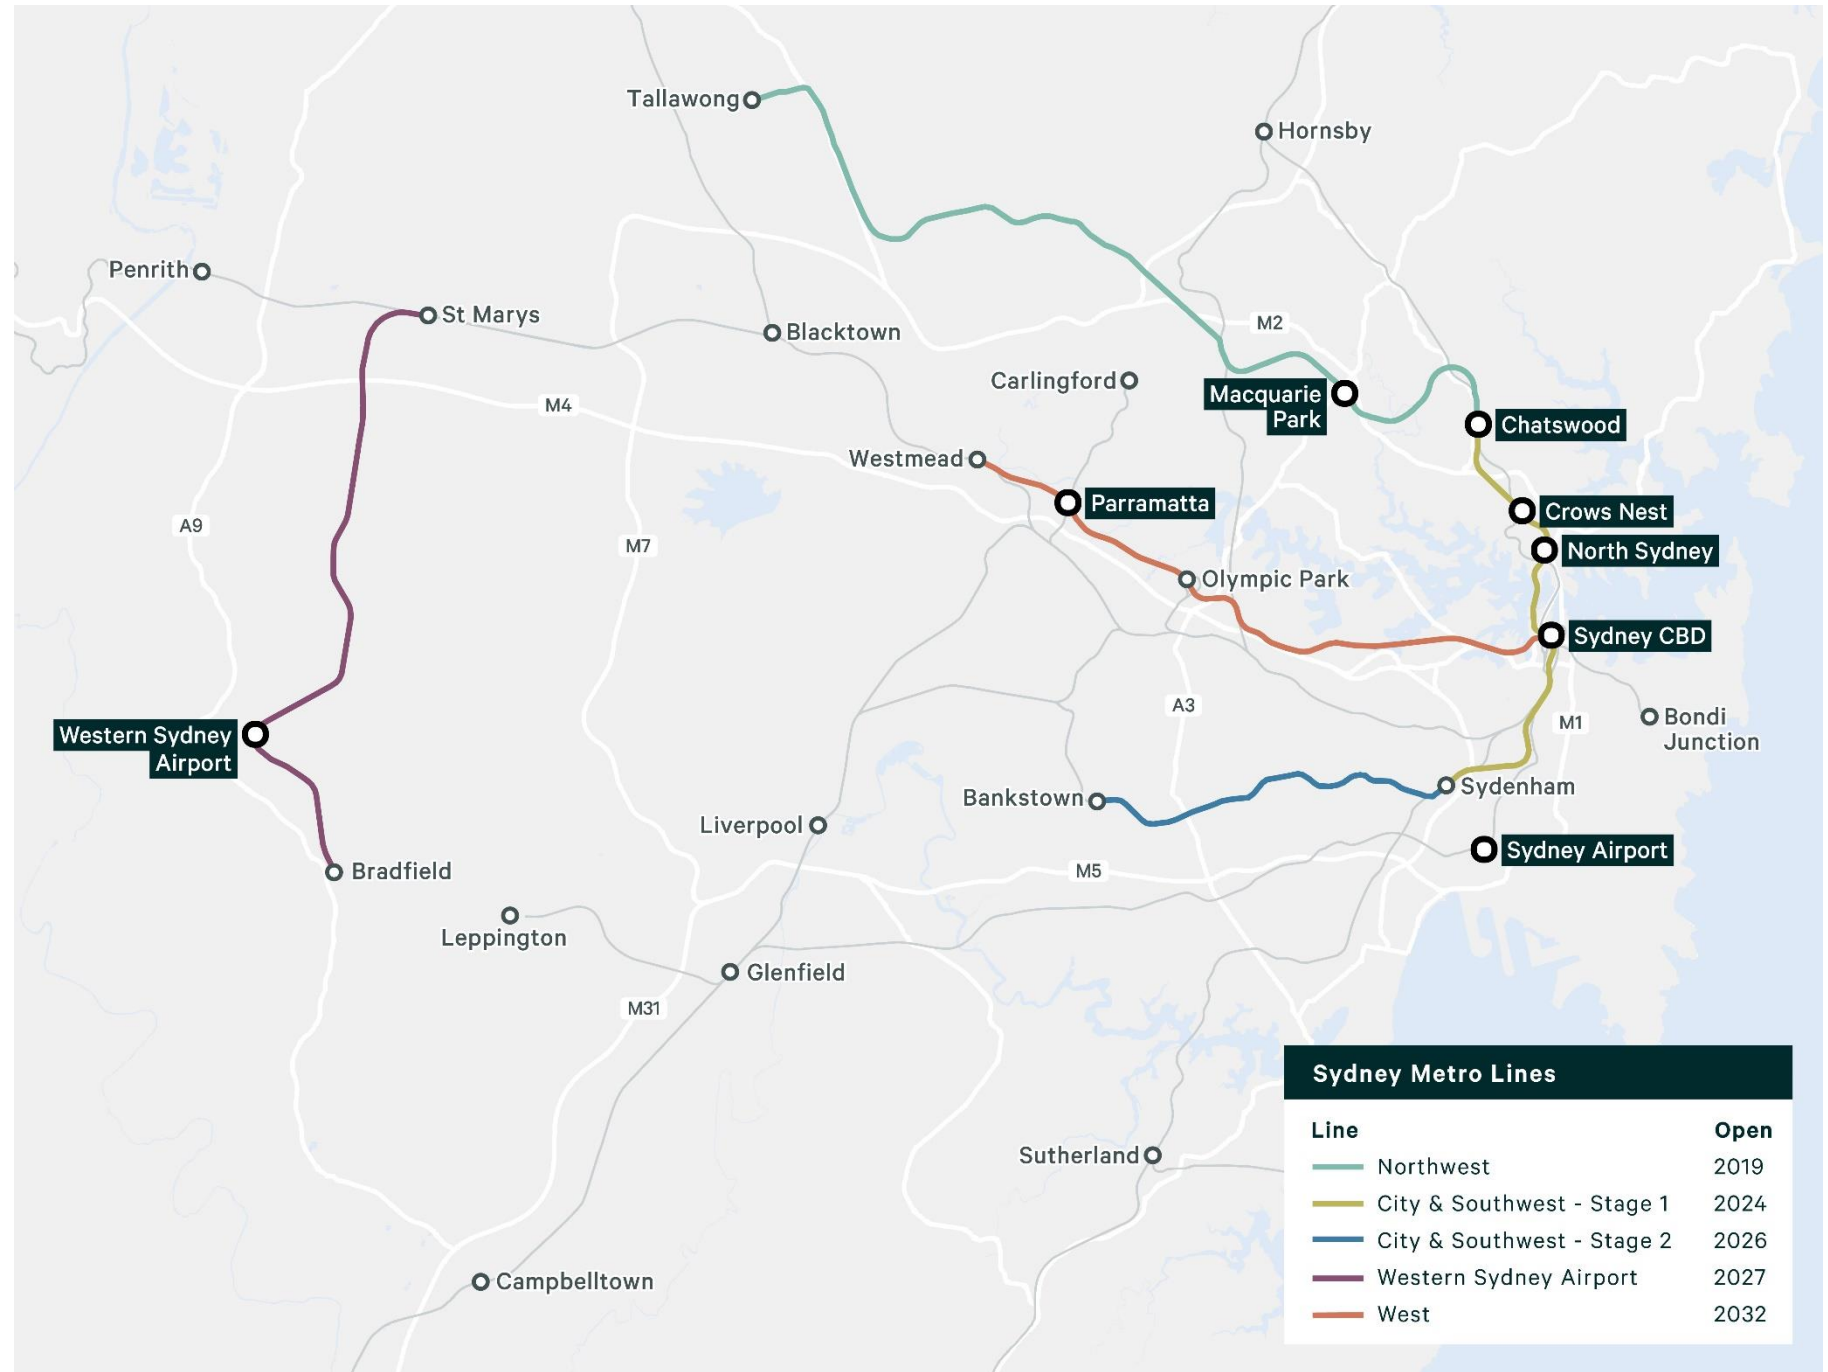 Tallawong
Hornsby
Penrith
St Marys
Blacktown
M2
Carlingford
Macquarie
Park
M4
Chatswood
Westmead
Parramatta
Crows Nest
A9
M7
North Sydney
Olympic Park
Sydney CBD
A3
Western Sydney
Airport
M1
Bondi
Junction
Bankstown
Sydenham
Liverpool
Sydney Airport
Bradfield
M5
Leppington
Glenfield
M31
Sutherland
Campbelltown
Sydney Metro Lines
Line Open
Northwest 2019
City & Southwest - Stage 1 2024
City & Southwest - Stage 2 2026
Western Sydney Airport 2027
West 2032